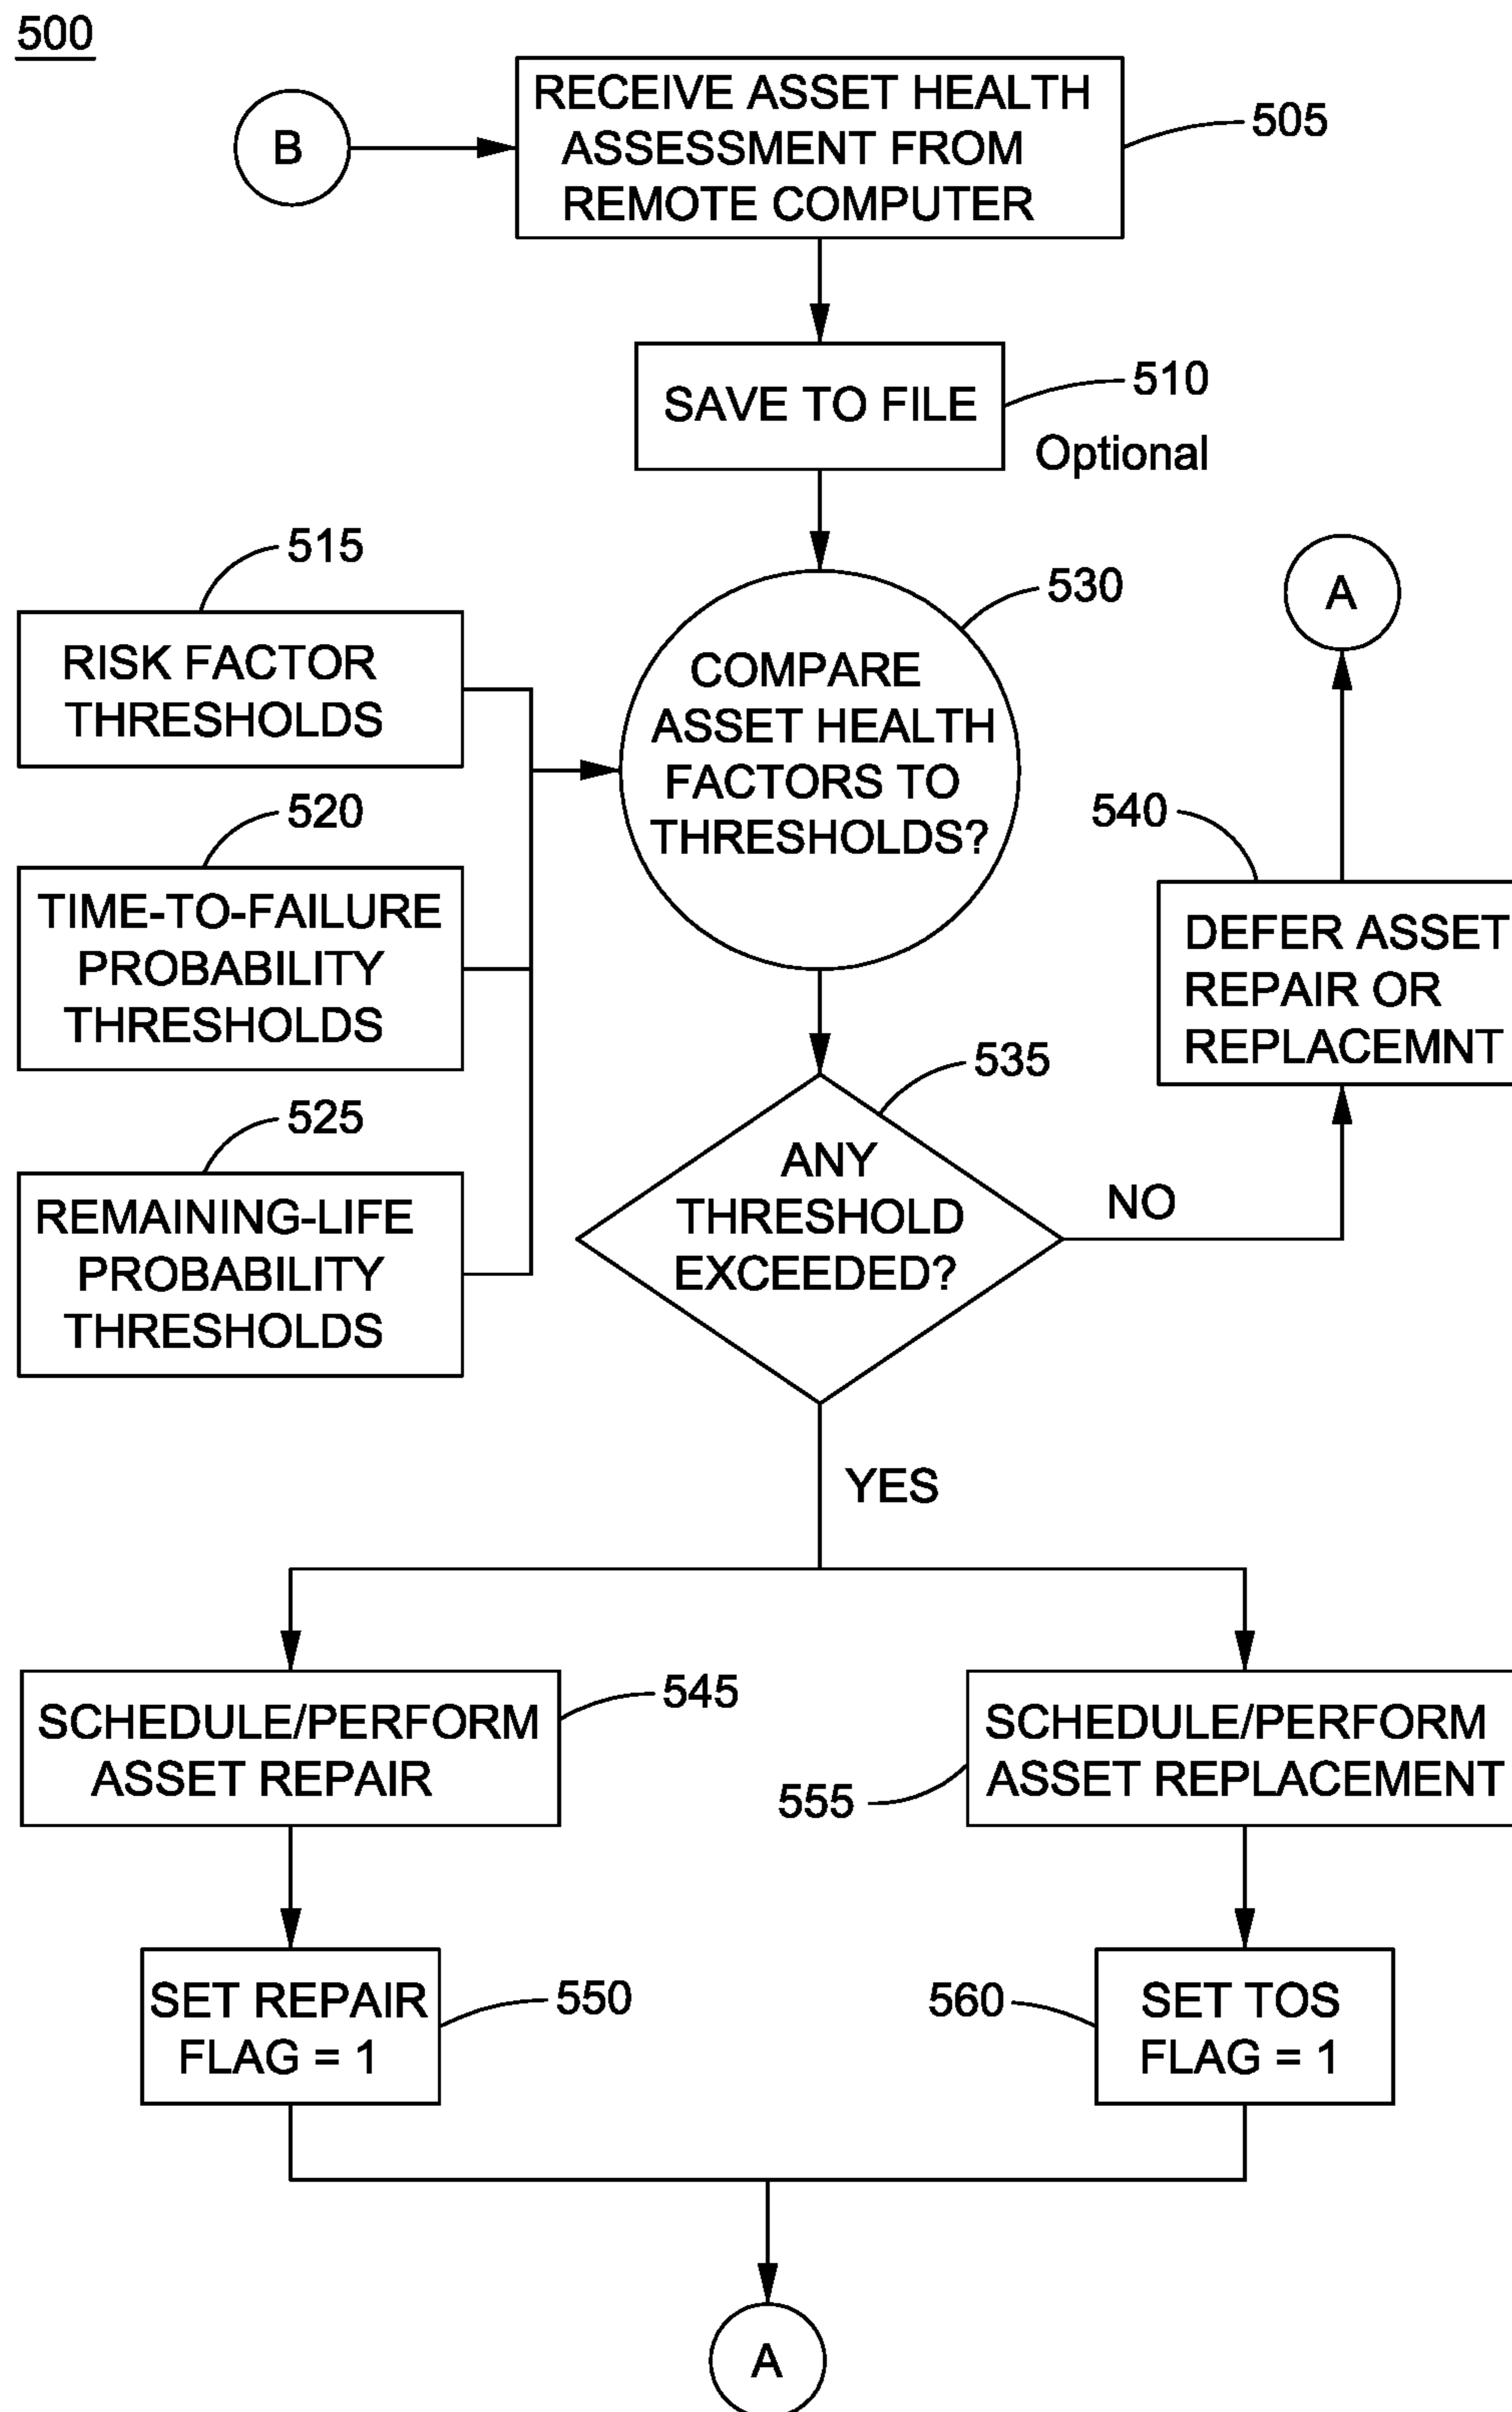 500
B
RECEIVE ASSET HEALTH
ASSESSMENT FROM
REMOTE COMPUTER
505
SAVE TO FILE
510
Optional
515
RISK FACTOR
THRESHOLDS
520
TIME-TO-FAILURE
PROBABILITY
THRESHOLDS
525
REMAINING-LIFE
PROBABILITY
THRESHOLDS
530
COMPARE
ASSET HEALTH
FACTORS TO
THRESHOLDS?
A
540
DEFER ASSET
REPAIR OR
REPLACEMNT
535
ANY
THRESHOLD
EXCEEDED?
NO
YES
SCHEDULE/PERFORM
ASSET REPAIR
545
SCHEDULE/PERFORM
ASSET REPLACEMENT
555
SET REPAIR
FLAG = 1
550
560
SET TOS
FLAG = 1
A